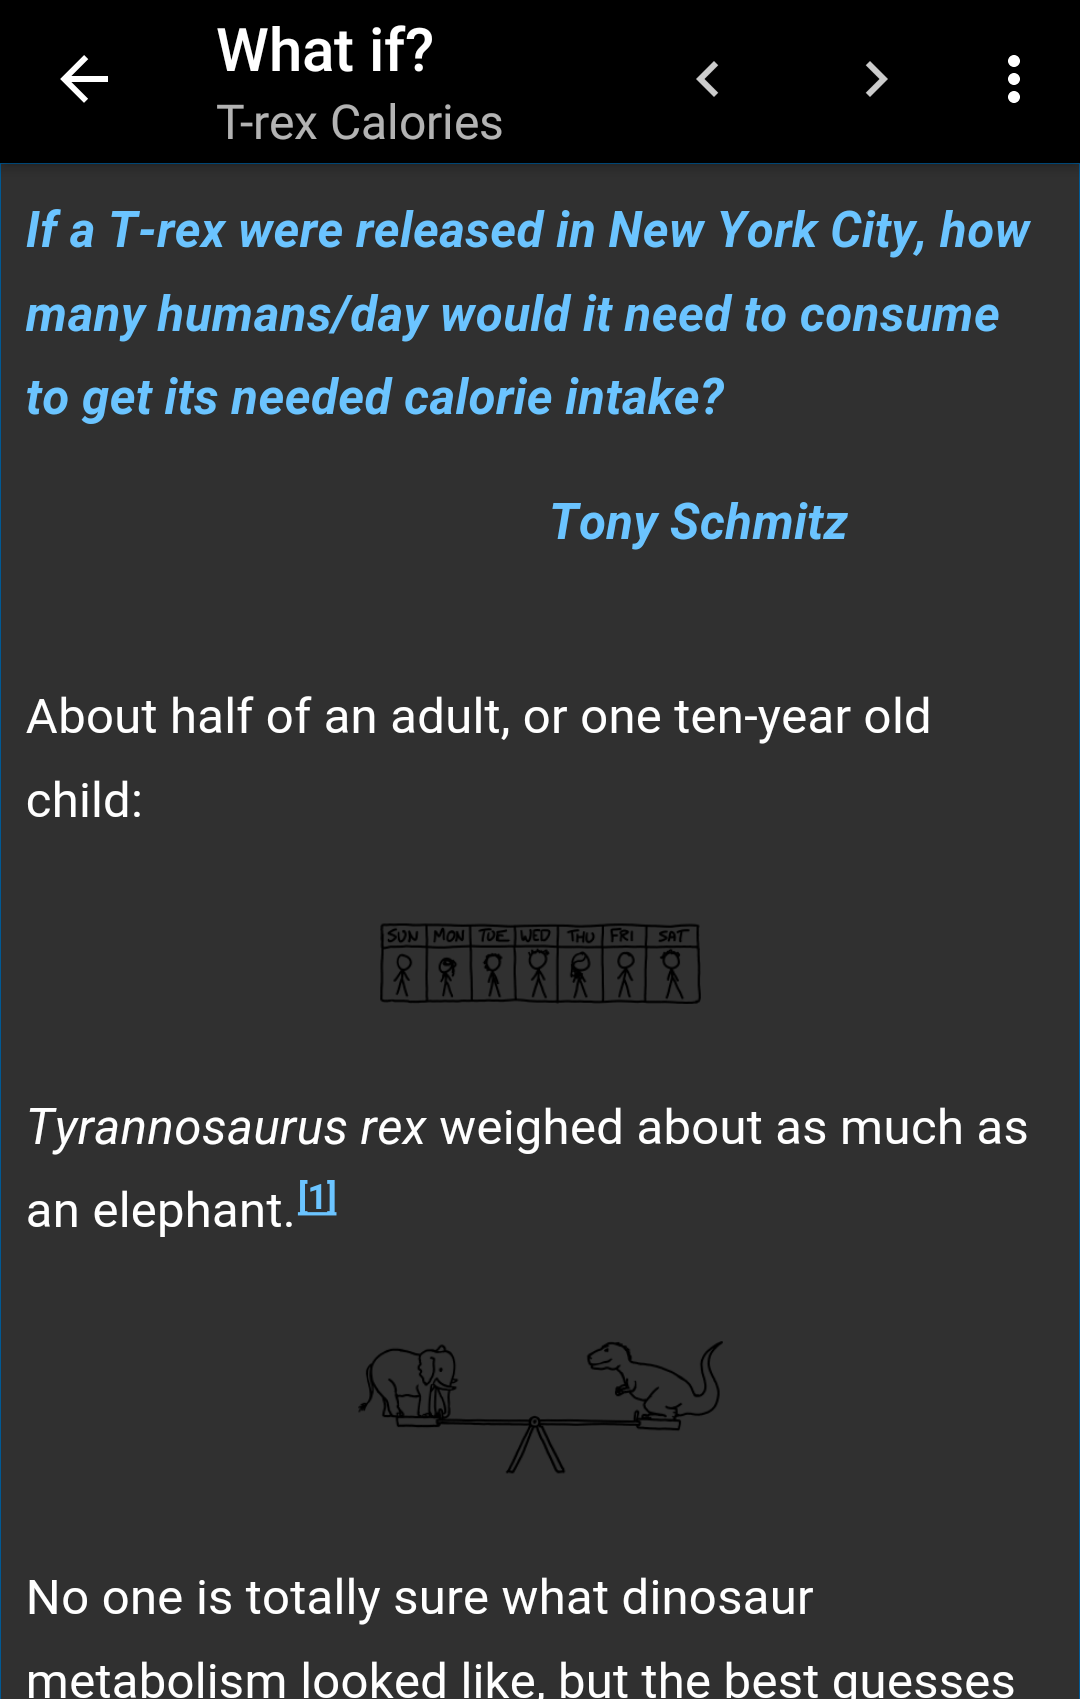 What if?
T-rex Calories
If a T-rex were released in New York City, how
many humans/day would it need to consume
to get its needed calorie intake?
Tony Schmitz
About half of an adult, or one ten-year old
child:
SUN MON TUE WED THU FRI SAT
Tyrannosaurus rex weighed about as much as
an elephant.[1]
No one is totally sure what dinosaur
metabolism looked like, but the best guesses